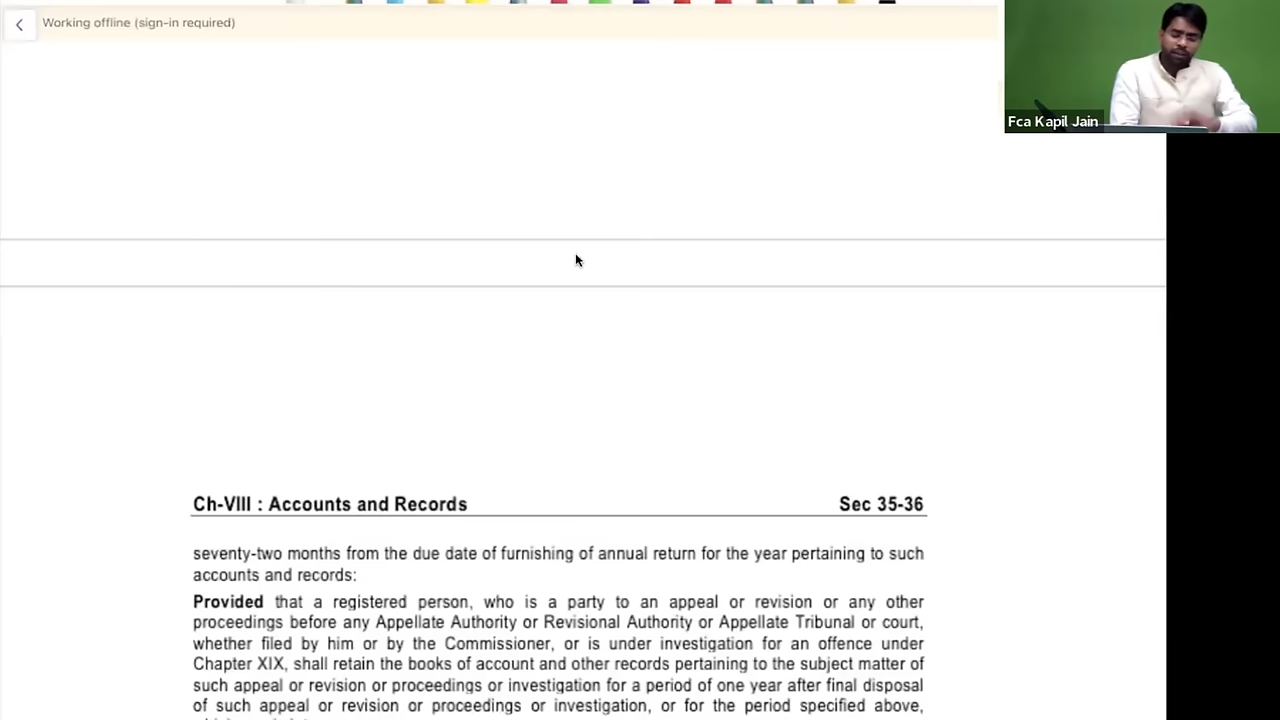 Working offline (sign-in required)
Fca Kapil Jain
Ch-VIII : Accounts and Records Sec 35-36
seventy-two months from the due date of furnishing of annual return for the year pertaining to such
accounts and records:
Provided that a registered person, who is a party to an appeal or revision or any other
proceedings before any Appellate Authority or Revisional Authority or Appellate Tribunal or court,
whether filed by him or by the Commissioner, or is under investigation for an offence under
Chapter XIX, shall retain the books of account and other records pertaining to the subject matter of
such appeal or revision or proceedings or investigation for a period of one year after final disposal
of such appeal or revision or proceedings or investigation, or for the period specified above,